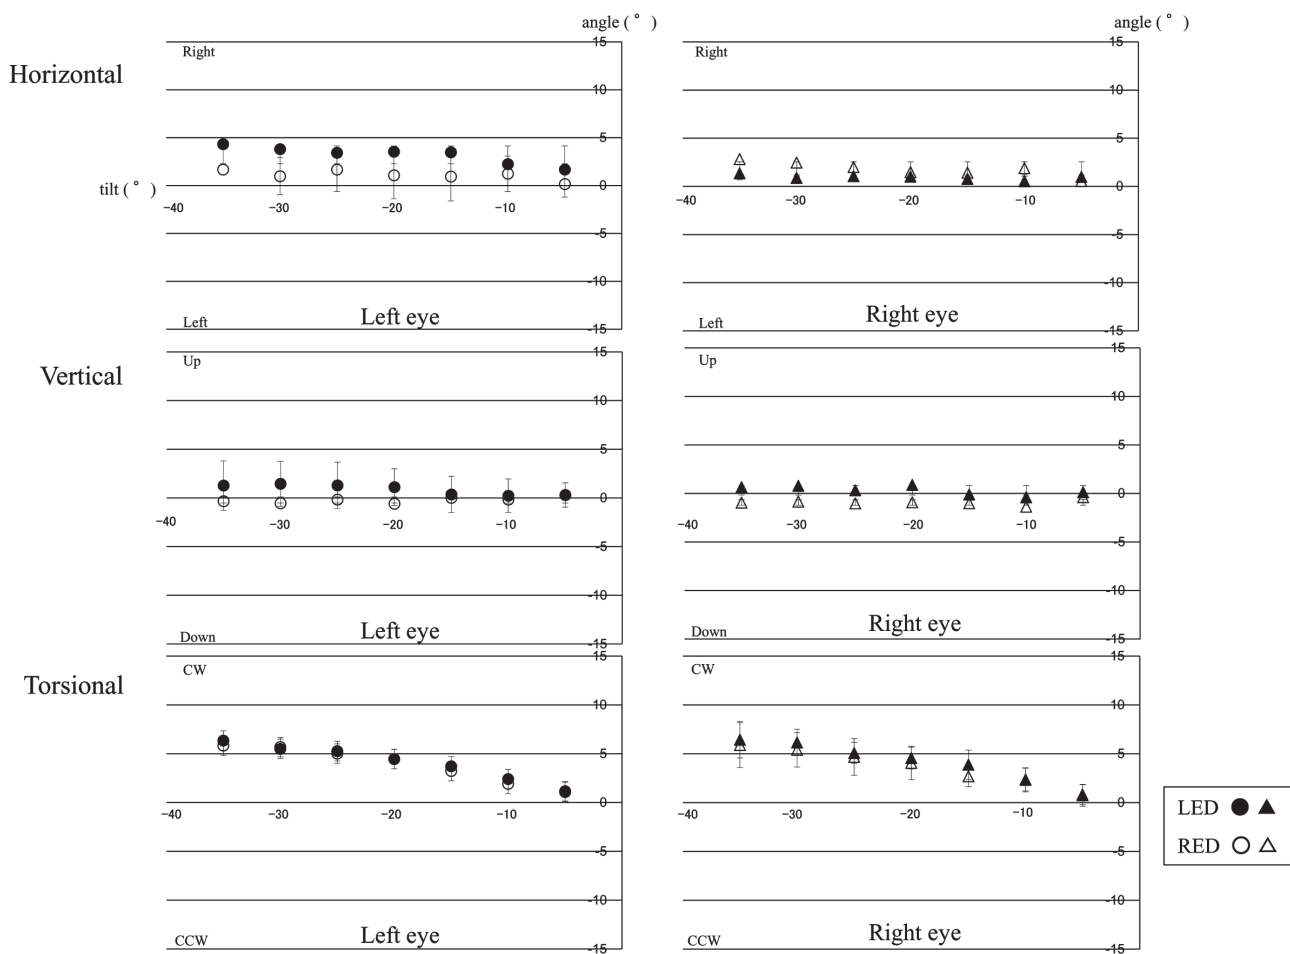 angle ( ° )
angle ( ° )
Horizontal
Right
15
10
5
0
-5
-10
-15
tilt ( ° )
-40
-30
-20
-10
Left
Left eye
Right
15
10
5
0
-5
-10
-15
-40
-30
-20
-10
Left
Right eye
Vertical
Up
15
10
5
0
-5
-10
-15
-40
-30
-20
-10
Down
Left eye
Up
15
10
5
0
-5
-10
-15
-40
-30
-20
-10
Down
Right eye
Torsional
CW
15
10
5
0
-5
-10
-15
-40
-30
-20
-10
CCW
Left eye
CW
15
10
5
0
-5
-10
-15
-40
-30
-20
-10
CCW
Right eye
LED
RED